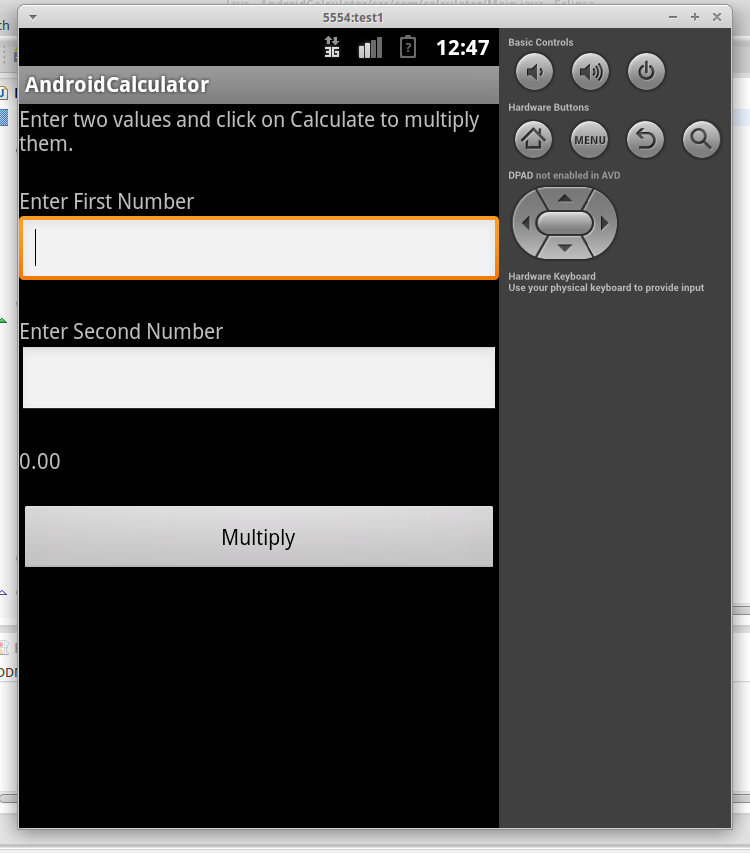 5554:test1
3G
12:47
AndroidCalculator
Enter two values and click on Calculate to multiply
them.
Enter First Number
Enter Second Number
0.00
Multiply
Basic Controls
Hardware Buttons
MENU
DPAD not enabled in AVD
Hardware Keyboard
Use your physical keyboard to provide input